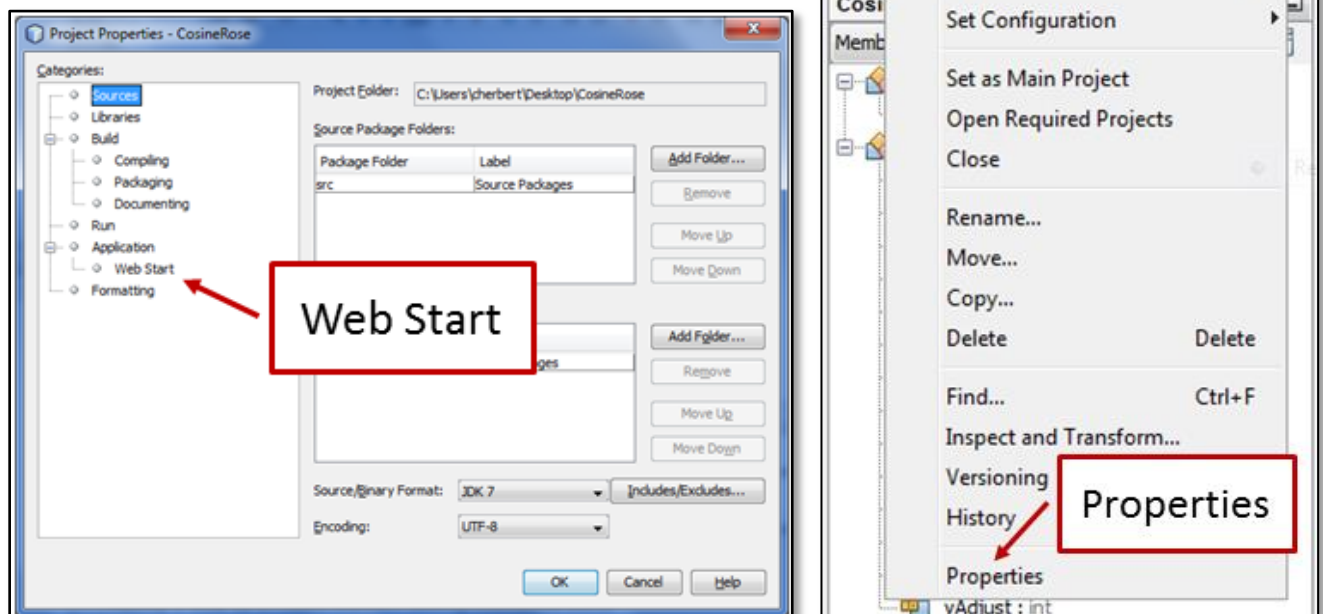 Project Properties - CosineRose
Categories:
Sources
Libraries
Build
Compiling
Packaging
Documenting
Run
Application
Web Start
Formatting
Project Folder: C:\Users\cherbert\Desktop\CosineRose
Source Package Folders:
Package Folder Label
src Source Packages
Add Folder...
Remove
Move Up
Move Down
Web Start
Add Folder...
Remove
Move Up
Move Down
Source/Binary Format: JDK 7 Includes/Excludes...
Encoding: UTF-8
OK Cancel Help
Set Configuration
Set as Main Project
Open Required Projects
Close
Rename...
Move...
Copy...
Delete Delete
Find... Ctrl+F
Inspect and Transform...
Versioning
History
Properties
Properties
yAdjust : int